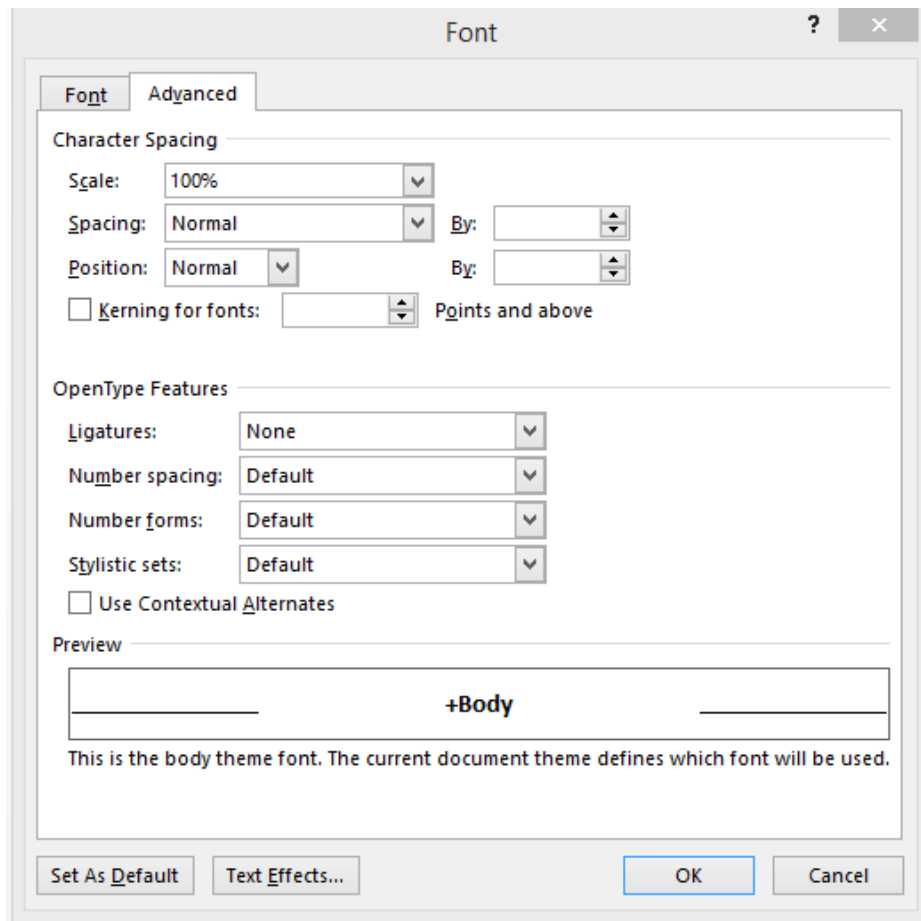 Font ? ×
Font Advanced
Character Spacing
Scale: 100%
Spacing: Normal By:
Position: Normal By:
Kerning for fonts: Points and above
OpenType Features
Ligatures: None
Number spacing: Default
Number forms: Default
Stylistic sets: Default
Use Contextual Alternates
Preview
+Body
This is the body theme font. The current document theme defines which font will be used.
Set As Default Text Effects... OK Cancel